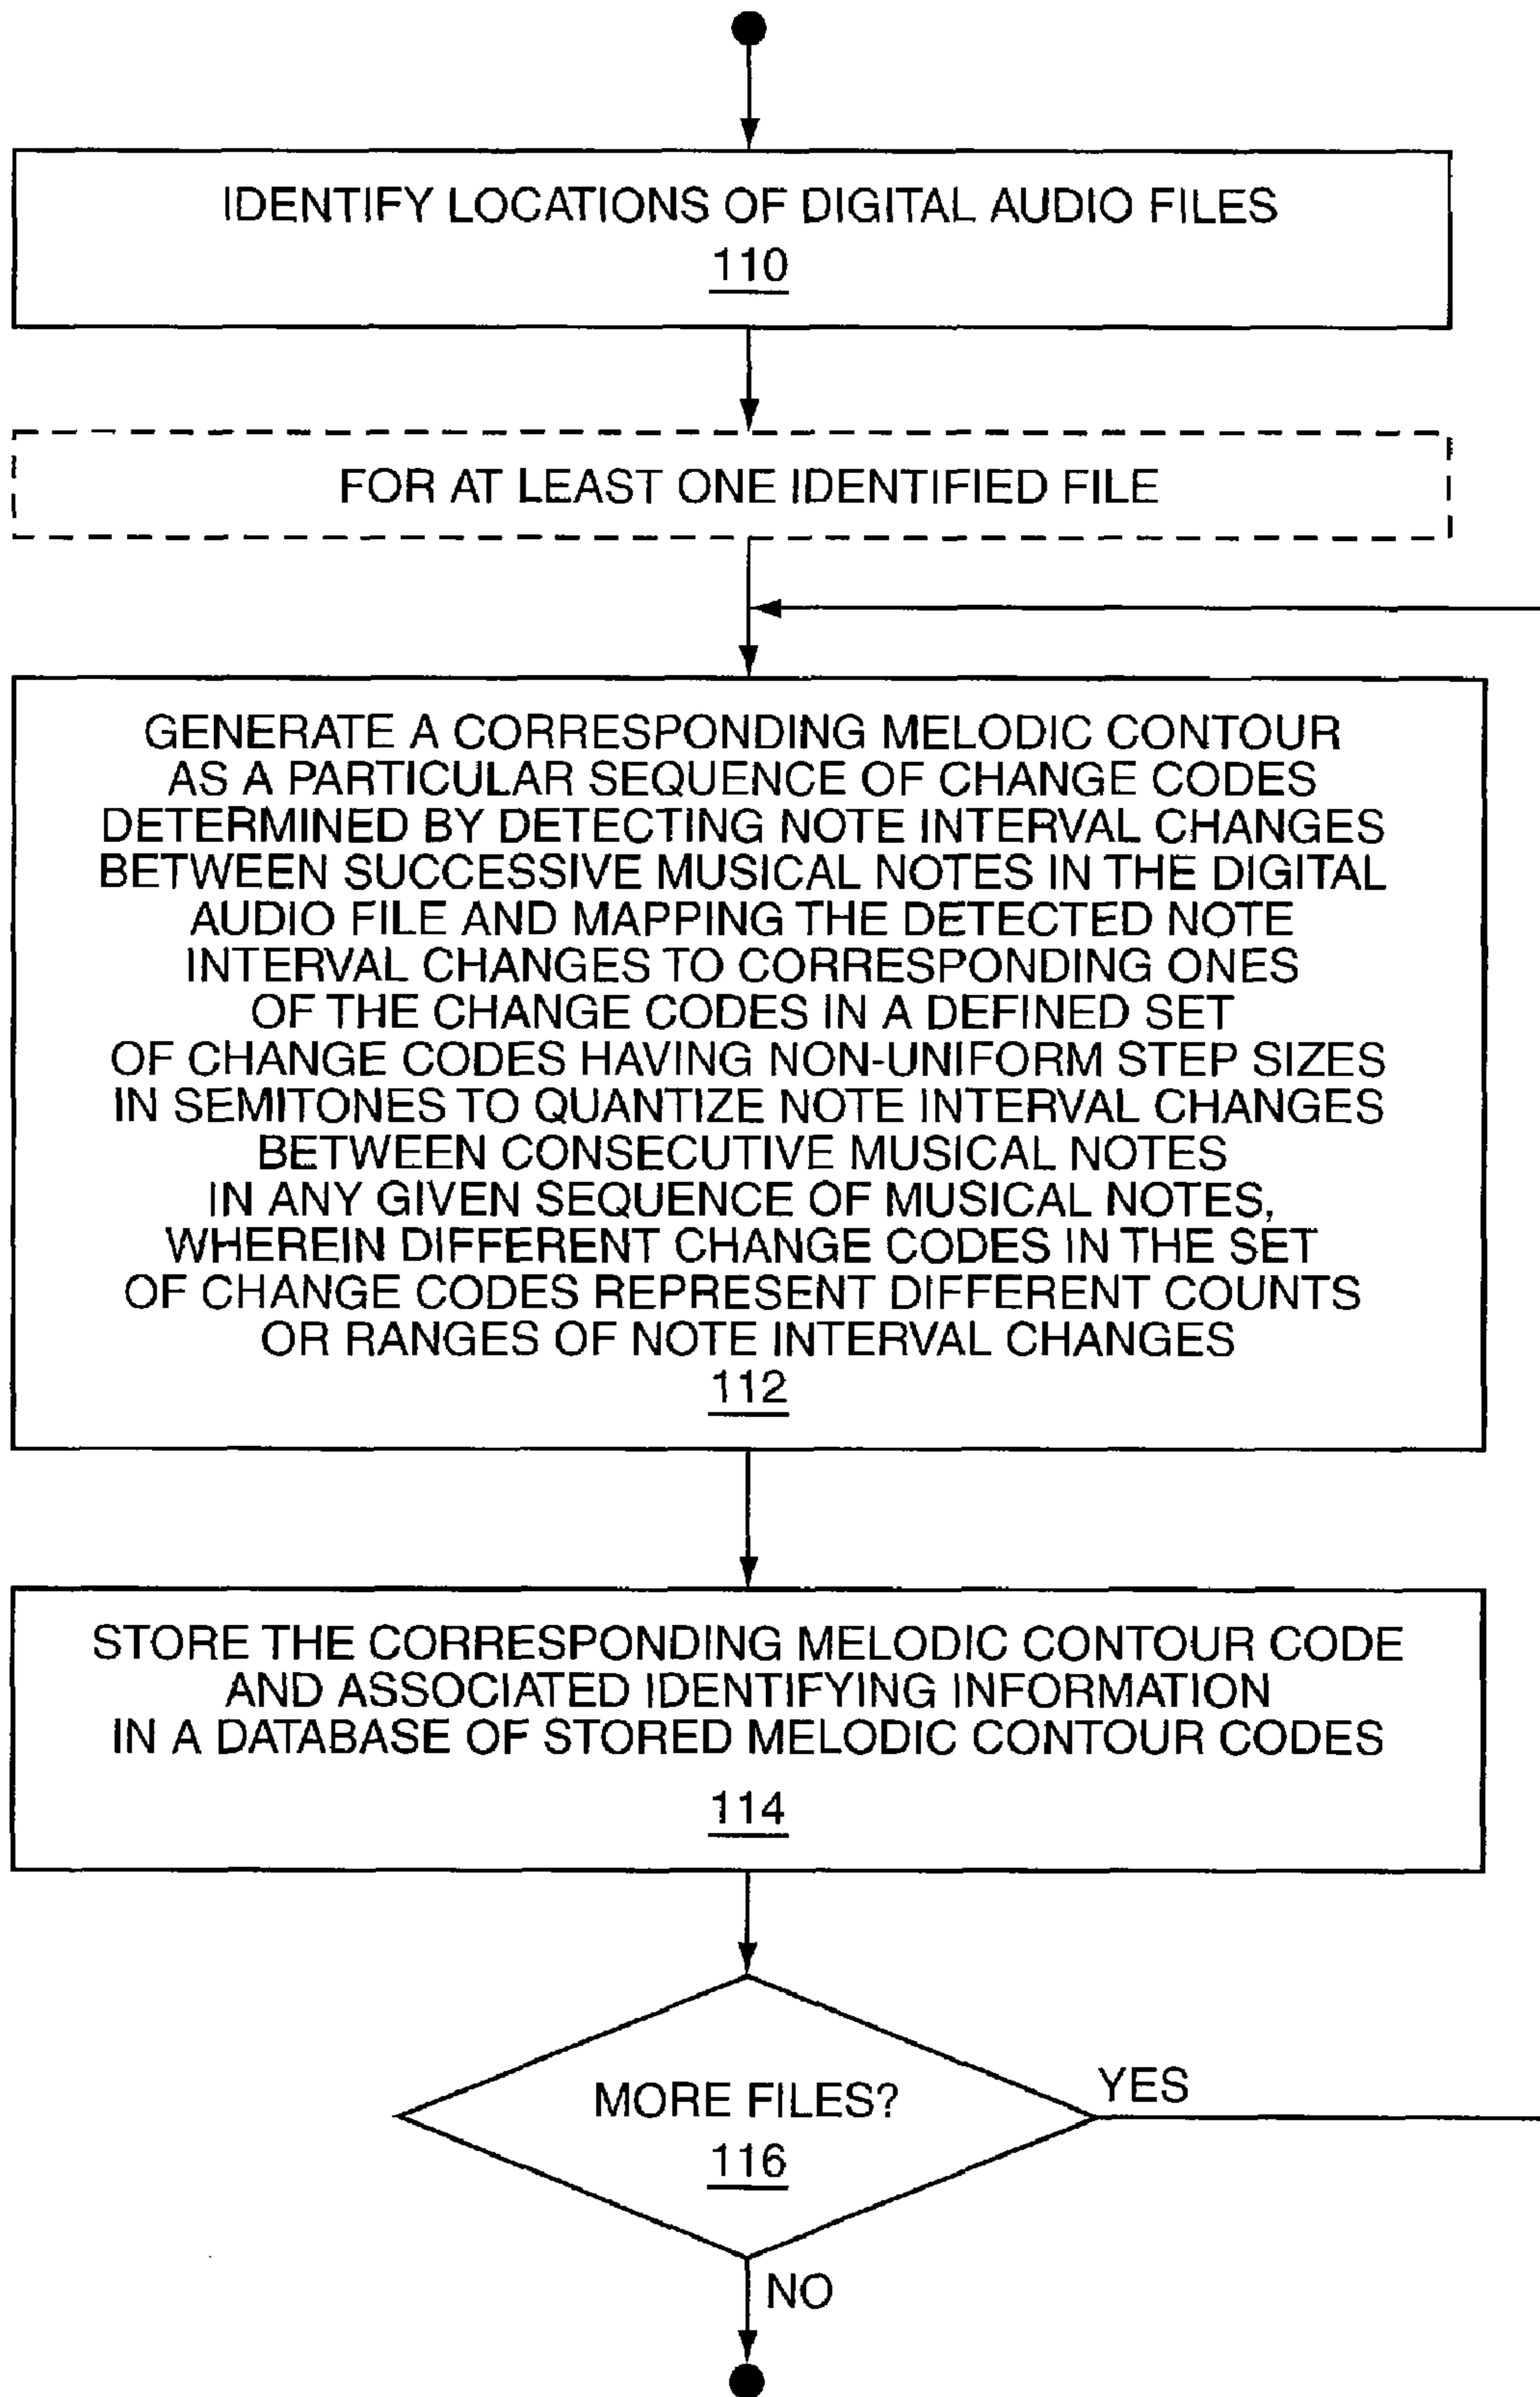 IDENTIFY LOCATIONS OF DIGITAL AUDIO FILES
110
FOR AT LEAST ONE IDENTIFIED FILE
GENERATE A CORRESPONDING MELODIC CONTOUR
AS A PARTICULAR SEQUENCE OF CHANGE CODES
DETERMINED BY DETECTING NOTE INTERVAL CHANGES
BETWEEN SUCCESSIVE MUSICAL NOTES IN THE DIGITAL
AUDIO FILE AND MAPPING THE DETECTED NOTE
INTERVAL CHANGES TO CORRESPONDING ONES
OF THE CHANGE CODES IN A DEFINED SET
OF CHANGE CODES HAVING NON-UNIFORM STEP SIZES
IN SEMITONES TO QUANTIZE NOTE INTERVAL CHANGES
BETWEEN CONSECUTIVE MUSICAL NOTES
IN ANY GIVEN SEQUENCE OF MUSICAL NOTES,
WHEREIN DIFFERENT CHANGE CODES IN THE SET
OF CHANGE CODES REPRESENT DIFFERENT COUNTS
OR RANGES OF NOTE INTERVAL CHANGES
112
STORE THE CORRESPONDING MELODIC CONTOUR CODE
AND ASSOCIATED IDENTIFYING INFORMATION
IN A DATABASE OF STORED MELODIC CONTOUR CODES
114
YES
MORE FILES?
116
NO